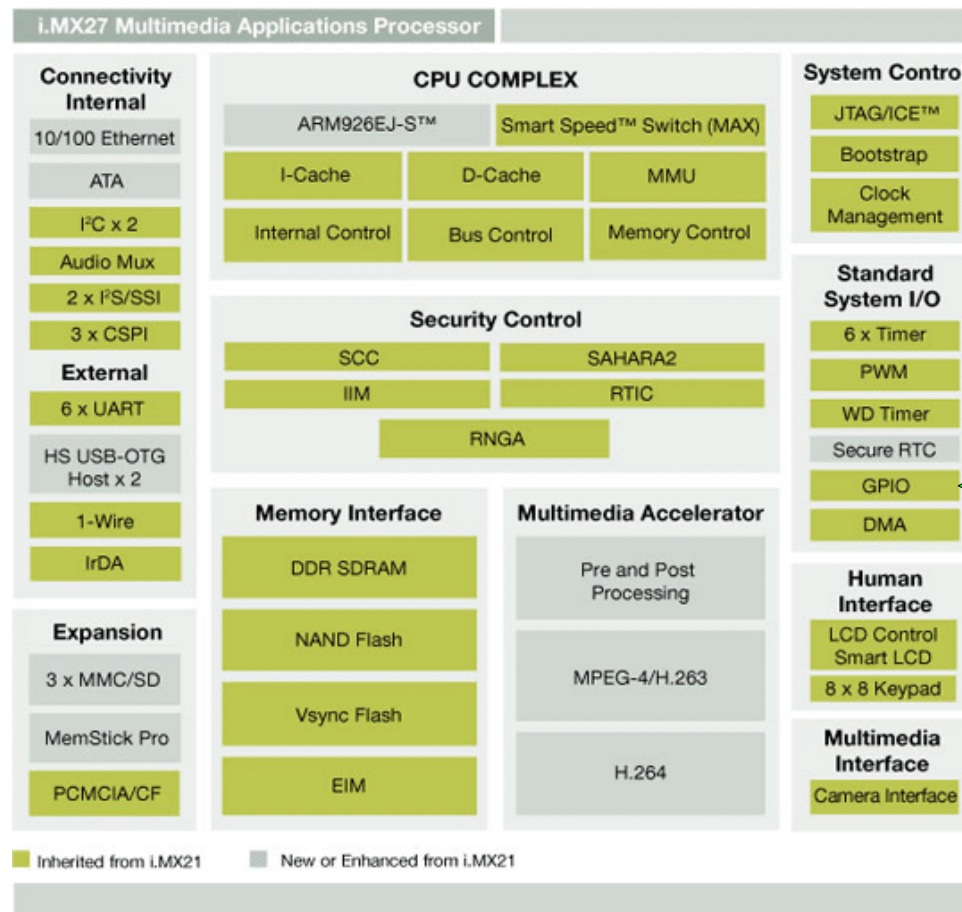 i.MX27 Multimedia Applications Processor
Connectivity
Internal
10/100 Ethernet
ATA
I²C x 2
Audio Mux
2 x I²S/SSI
3 x CSPI
External
6 x UART
HS USB-OTG
Host x 2
1-Wire
IrDA
Expansion
3 x MMC/SD
MemStick Pro
PCMCIA/CF
CPU COMPLEX
ARM926EJ-S™
Smart Speed™ Switch (MAX)
I-Cache
D-Cache
MMU
Internal Control
Bus Control
Memory Control
Security Control
SCC
SAHARA2
IIM
RTIC
RNGA
Memory Interface
DDR SDRAM
NAND Flash
Vsync Flash
EIM
Multimedia Accelerator
Pre and Post
Processing
MPEG-4/H.263
H.264
System Contro
JTAG/ICE™
Bootstrap
Clock
Management
Standard
System I/O
6 x Timer
PWM
WD Timer
Secure RTC
GPIO
DMA
Human
Interface
LCD Control
Smart LCD
8 x 8 Keypad
Multimedia
Interface
Camera Interface
Inherited from i.MX21
New or Enhanced from i.MX21